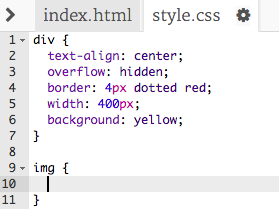 index.html style.css
1 div {
2 text-align: center;
3 overflow: hidden;
4 border: 4px dotted red;
5 width: 400px;
6 background: yellow;
7 }
8
9 img {
10
11 }